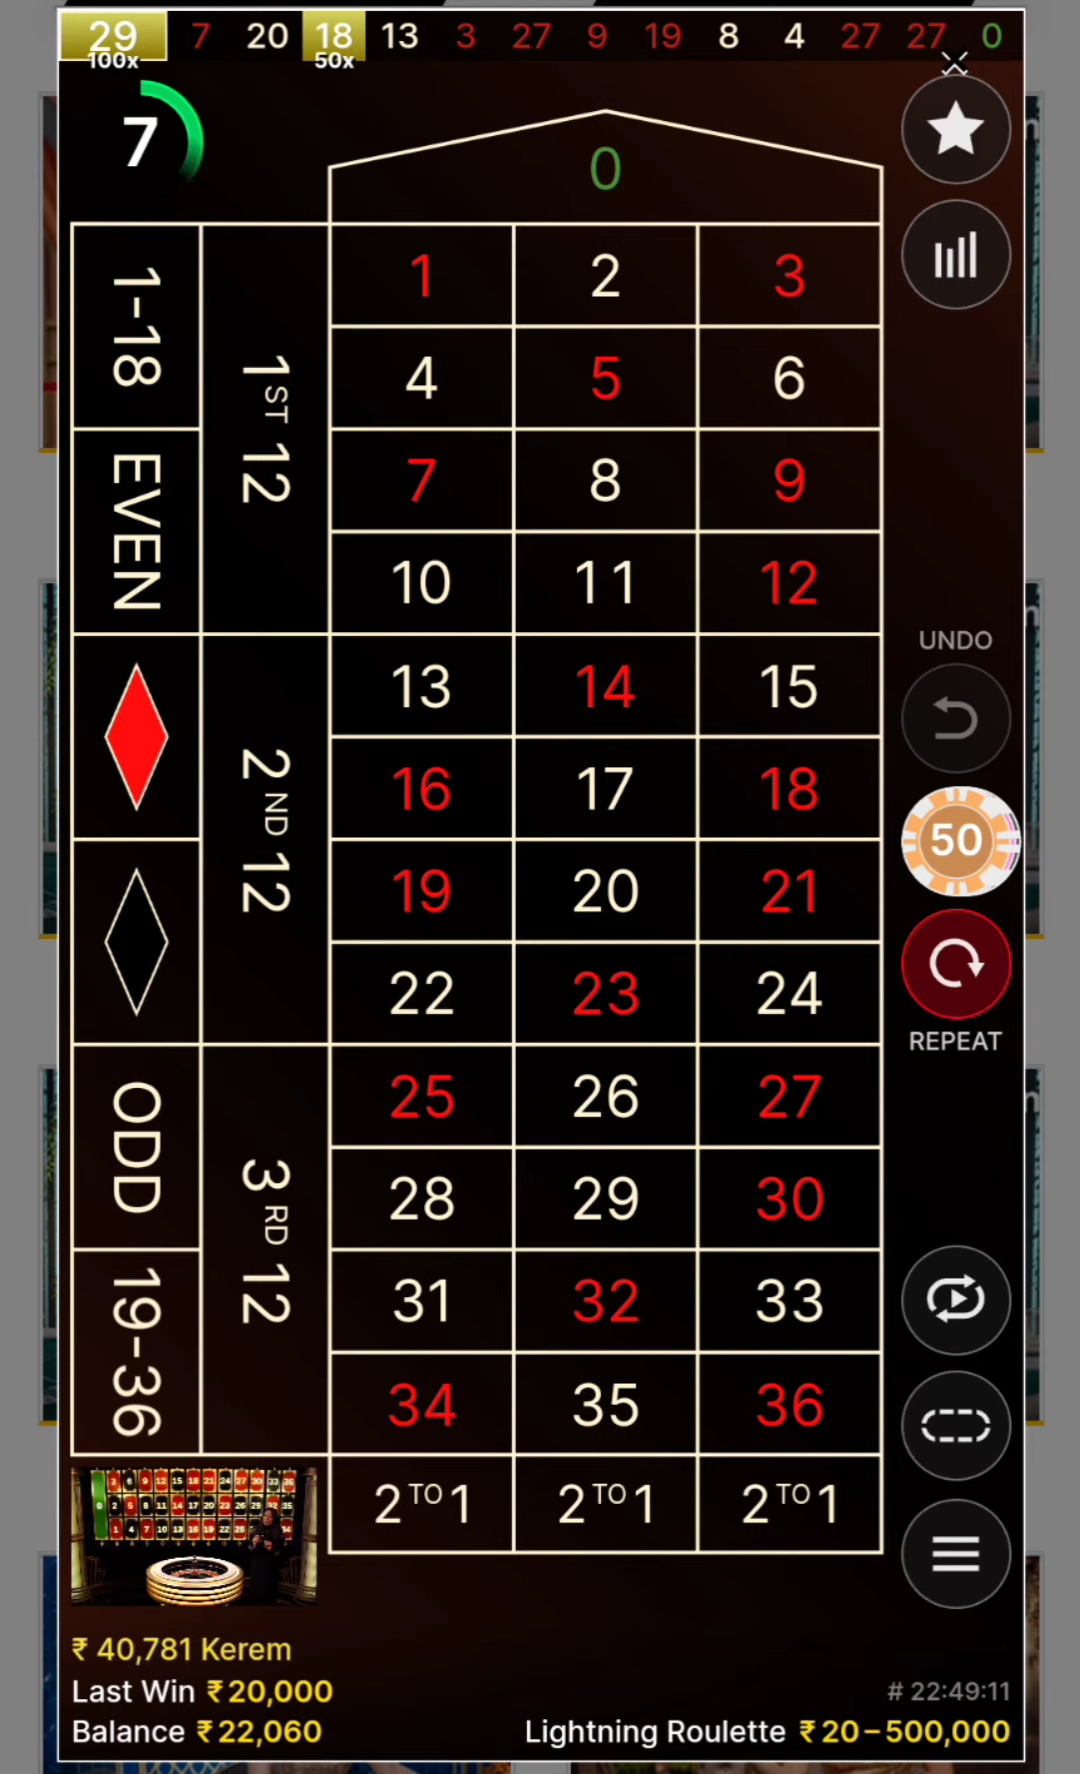 29 7 20 18 13 3 27 9 19 8 4 27 27 0
100x 50x
7
0
1 2 3
4 5 6
7 8 9
10 11 12
13 14 15
16 17 18
19 20 21
22 23 24
25 26 27
28 29 30
31 32 33
34 35 36
2 TO 1 2 TO 1 2 TO 1
1-18
EVEN
ODD
19-36
1ST 12
2ND 12
3RD 12
UNDO
50
REPEAT
₹ 40,781 Kerem
Last Win ₹20,000
# 22:49:11
Balance ₹22,060
Lightning Roulette ₹20–500,000